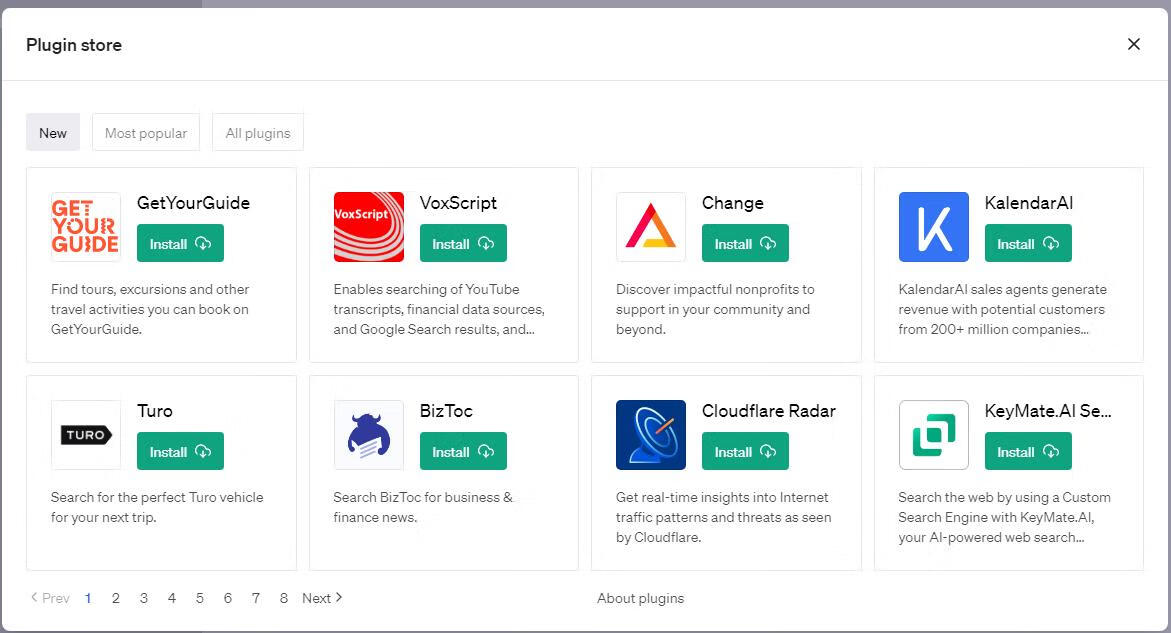 Plugin store
New
Most popular
All plugins
GET
YOUR
GUIDE
GetYourGuide
Install
Find tours, excursions and other
travel activities you can book on
GetYourGuide.
VoxScript
VoxScript
Install
Enables searching of YouTube
transcripts, financial data sources,
and Google Search results, and...
Change
Install
Discover impactful nonprofits to
support in your community and
beyond.
K
KalendarAI
Install
KalendarAI sales agents generate
revenue with potential customers
from 200+ million companies...
TURO
Turo
Install
Search for the perfect Turo vehicle
for your next trip.
BizToc
Install
Search BizToc for business &
finance news.
Cloudflare Radar
Install
Get real-time insights into Internet
traffic patterns and threats as seen
by Cloudflare.
KeyMate.AI Se...
Install
Search the web by using a Custom
Search Engine with KeyMate.AI,
your AI-powered web search...
Prev 1 2 3 4 5 6 7 8 Next
About plugins